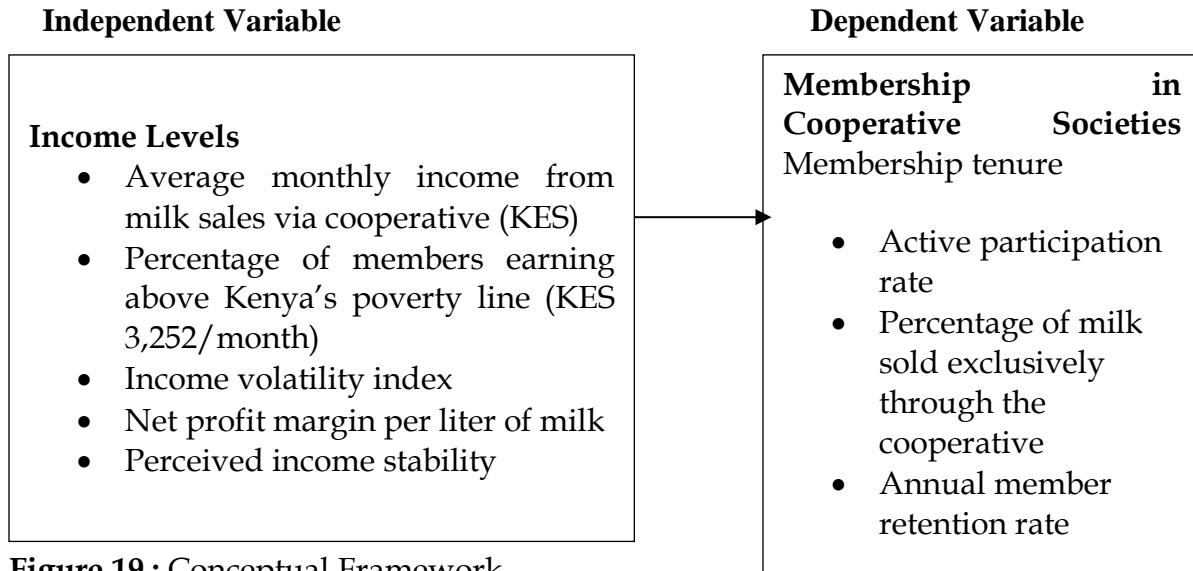 Independent Variable
Dependent Variable
Income Levels
• Average monthly income from
milk sales via cooperative (KES)
• Percentage of members earning
above Kenya’s poverty line (KES
3,252/month)
• Income volatility index
• Net profit margin per liter of milk
• Perceived income stability
Membership in
Cooperative Societies
Membership tenure
• Active participation
rate
• Percentage of milk
sold exclusively
through the
cooperative
• Annual member
retention rate
Figure 19 : Conceptual Framework